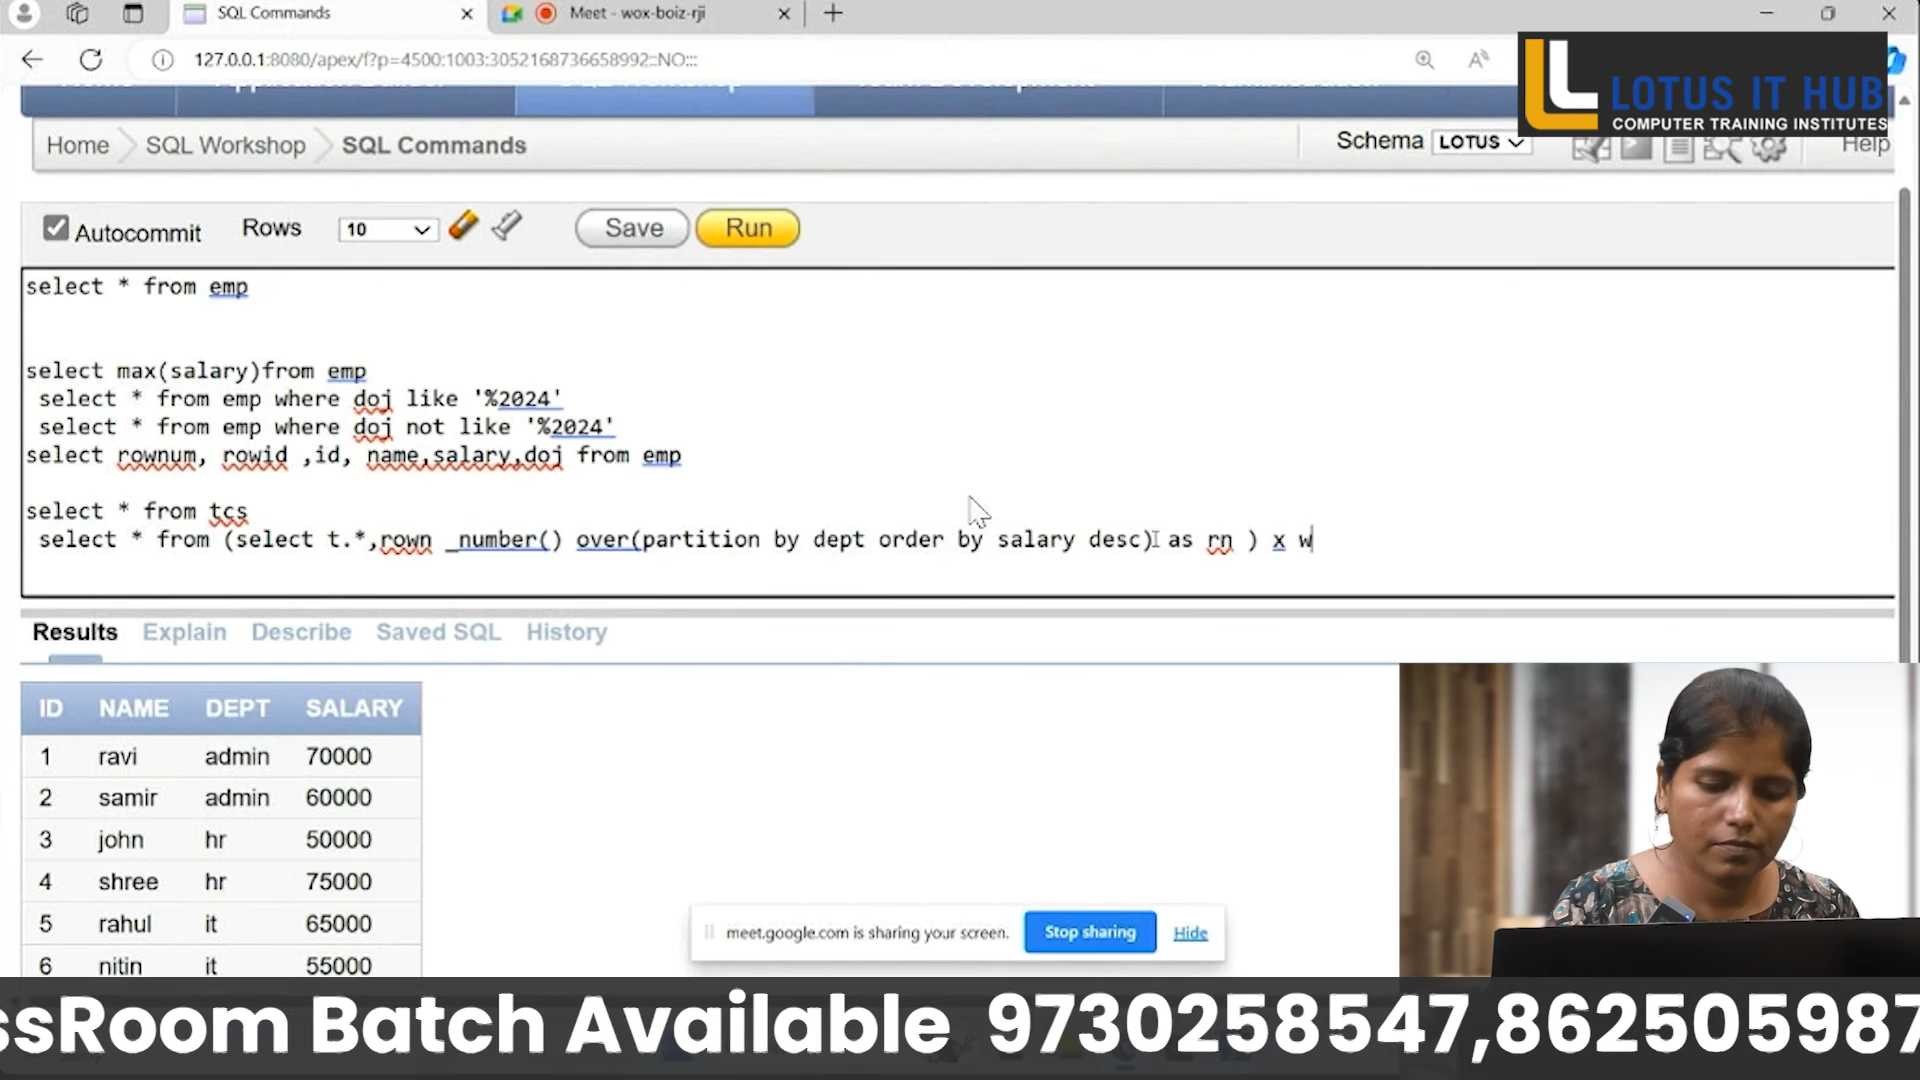 SQL Commands
Meet - wox-boiz-rji
127.0.0.1:8080/apex/f?p=4500:1003:3052168736658992::NO:::
LOTUS IT HUB
COMPUTER TRAINING INSTITUTES
Home SQL Workshop SQL Commands
Schema LOTUS
Help
Autocommit Rows 10 Save Run
select * from emp
select max(salary)from emp
select * from emp where doj like '%2024'
select * from emp where doj not like '%2024'
select rownum, rowid ,id, name,salary,doj from emp
select * from tcs
select * from (select t.*,rown _number() over(partition by dept order by salary desc) as rn ) x w
Results Explain Describe Saved SQL History
ID NAME DEPT SALARY
1 ravi admin 70000
2 samir admin 60000
3 john hr 50000
4 shree hr 75000
5 rahul it 65000
6 nitin it 55000
meet.google.com is sharing your screen. Stop sharing Hide
ssRoom Batch Available 9730258547,862505987